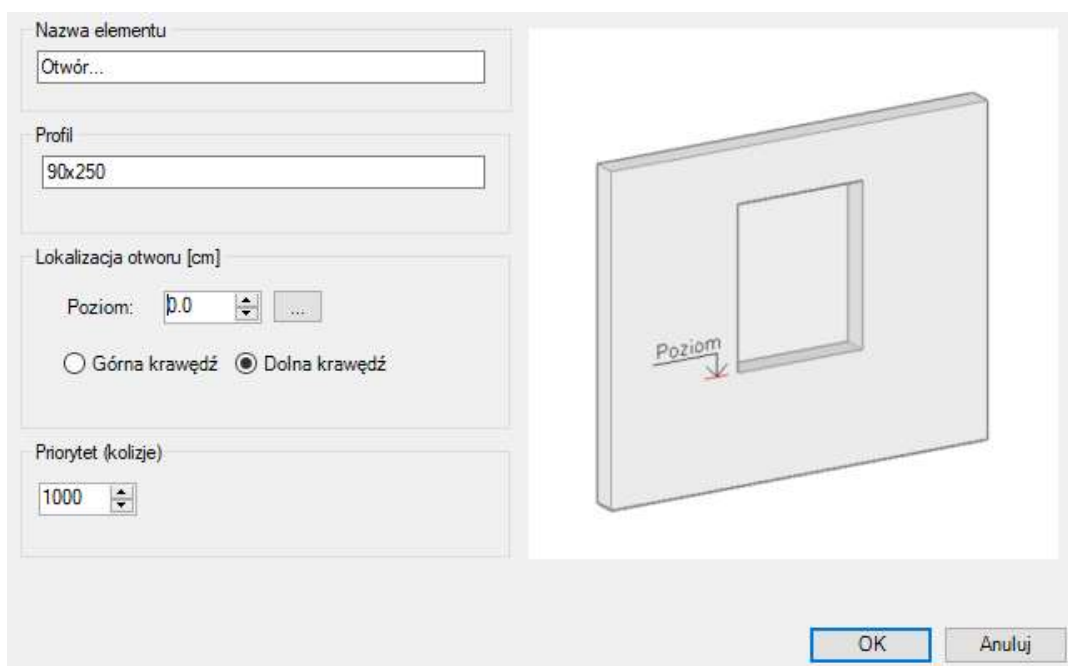 Nazwa elementu
Otwór...
Profil
90x250
Lokalizacja otworu [cm]
Poziom: 0.0 ...
Górna krawędź Dolna krawędź
Priorytet (kolizje)
1000
Poziom
OK Anuluj